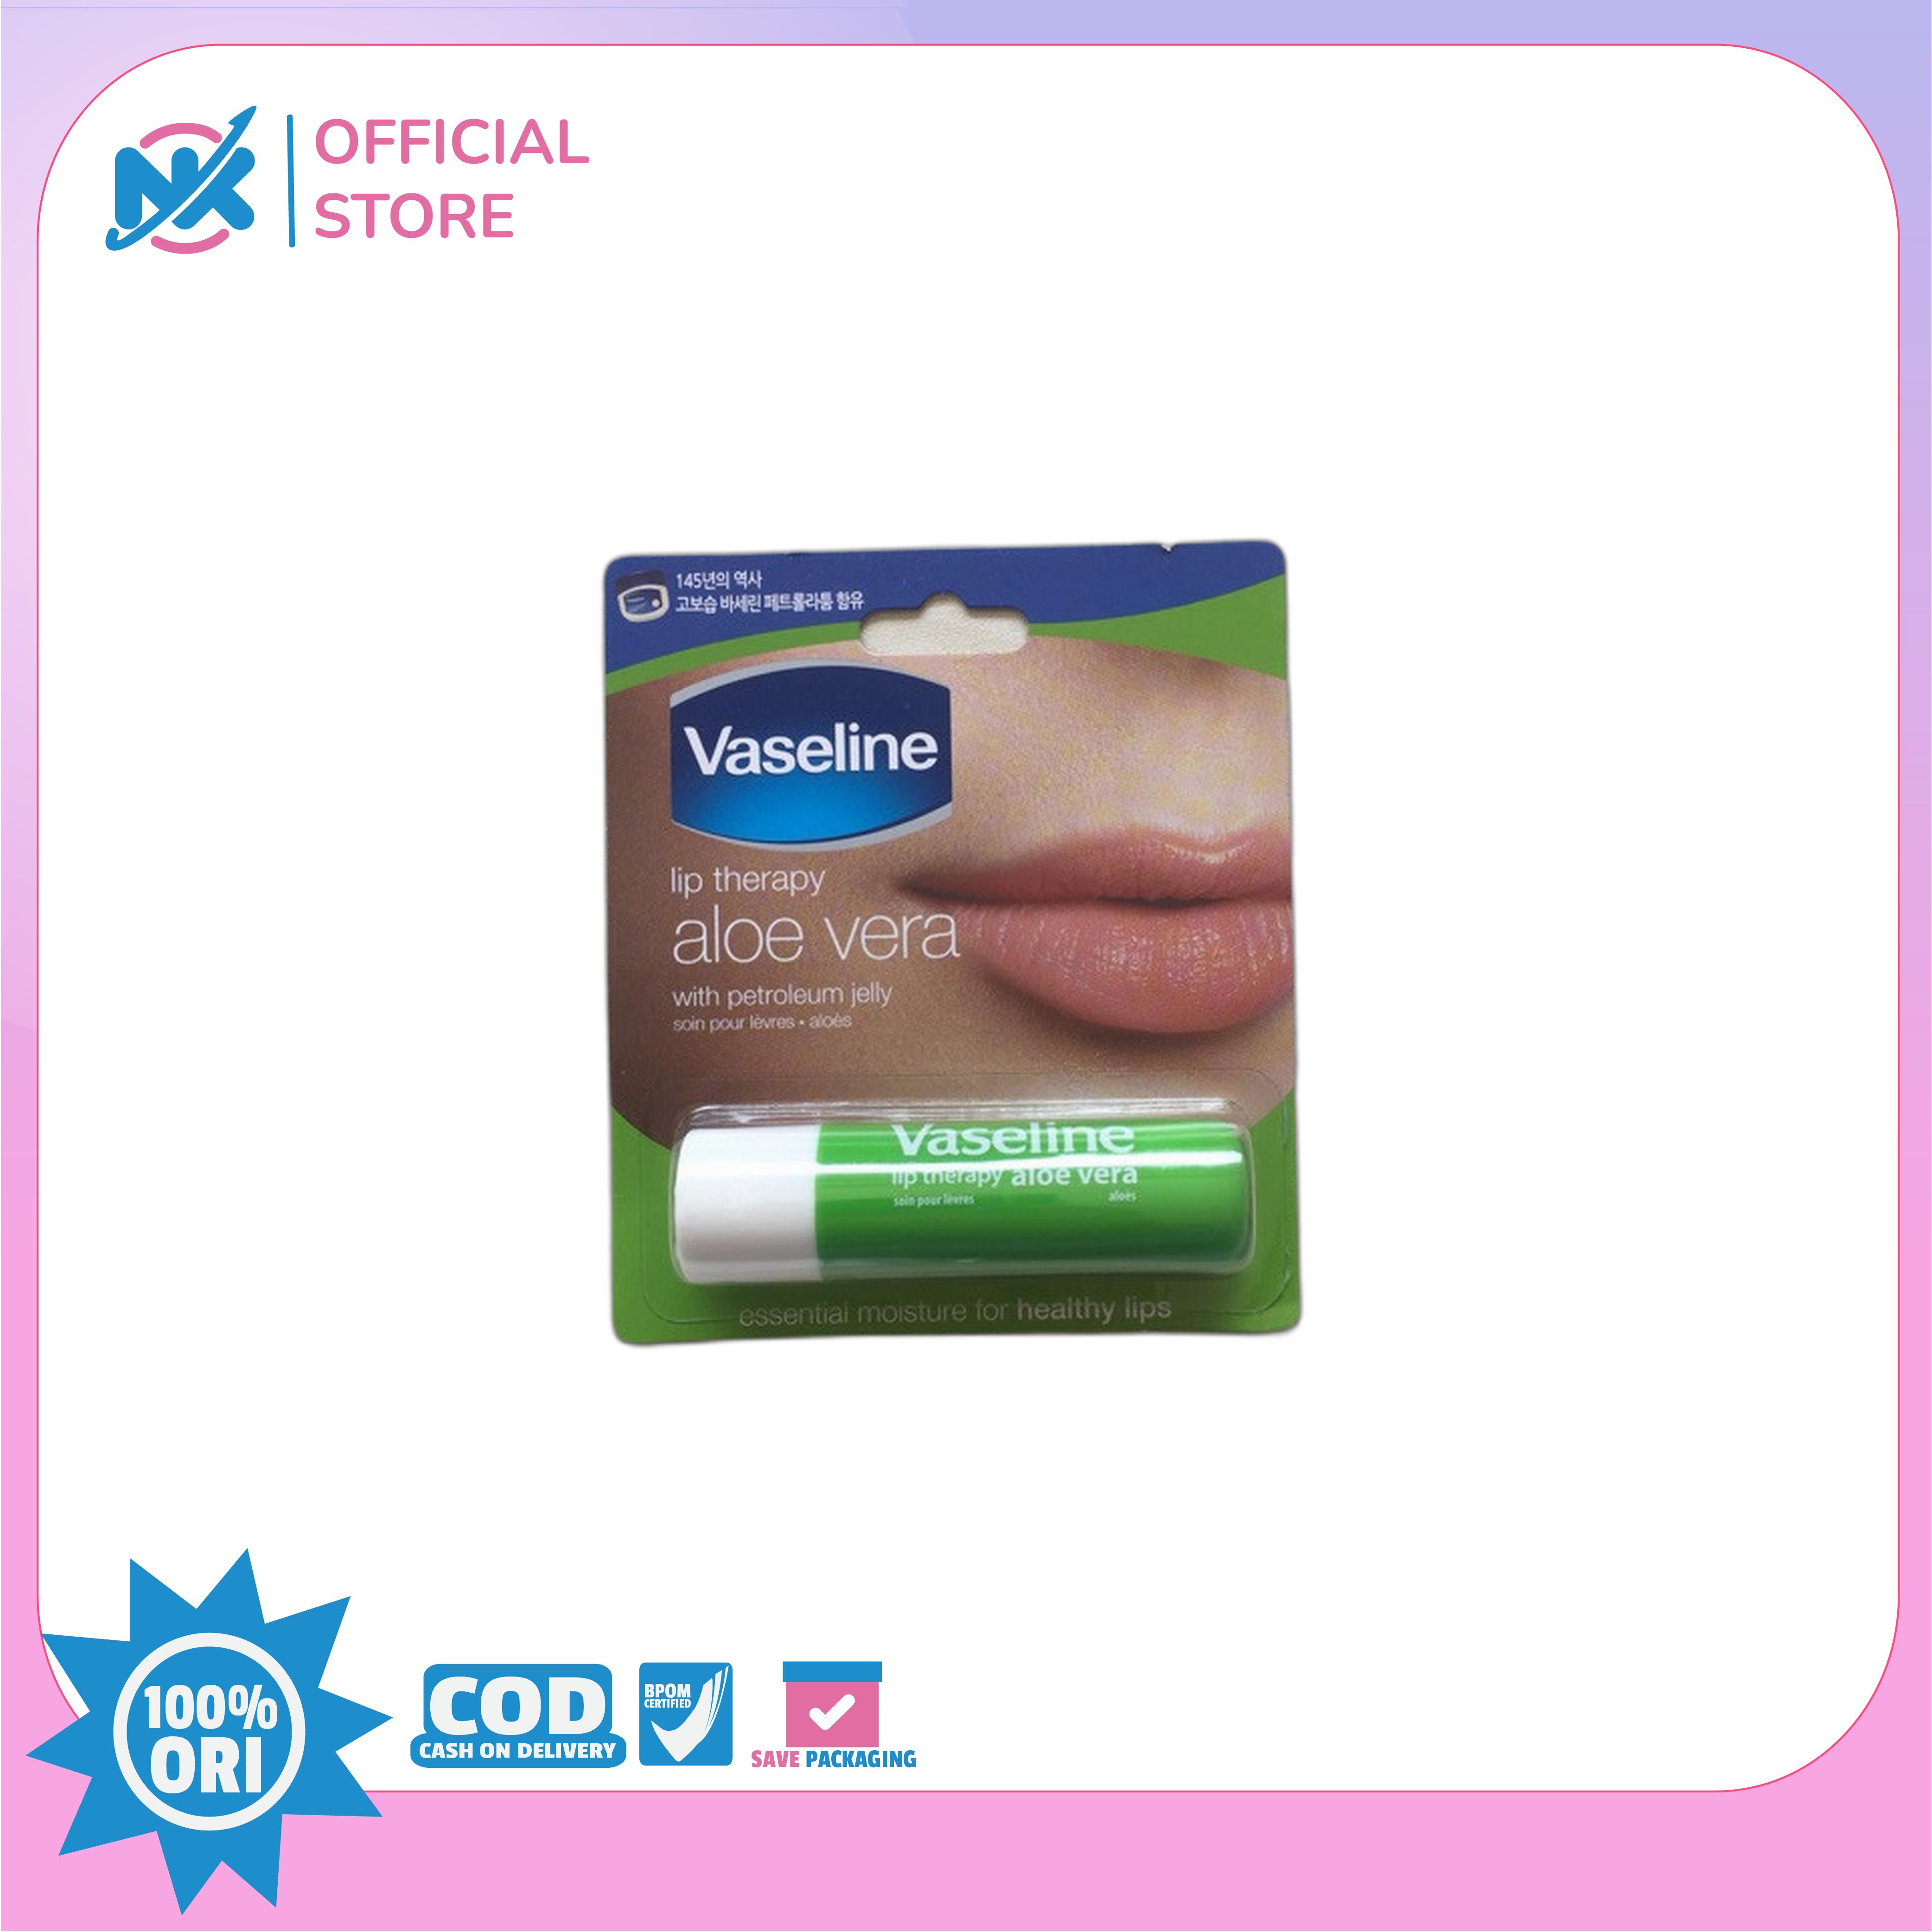 NK
OFFICIAL
STORE
145년의 역사
고보습 바세린 페트롤라툼 함유
Vaseline
lip therapy
aloe vera
with petroleum jelly
soin pour lèvres • aloès
Vaseline
lip therapy aloe vera
soin pour lèvres aloès
essential moisture for healthy lips
100%
ORI
COD
CASH ON DELIVERY
BPOM
CERTIFIED
SAVE PACKAGING